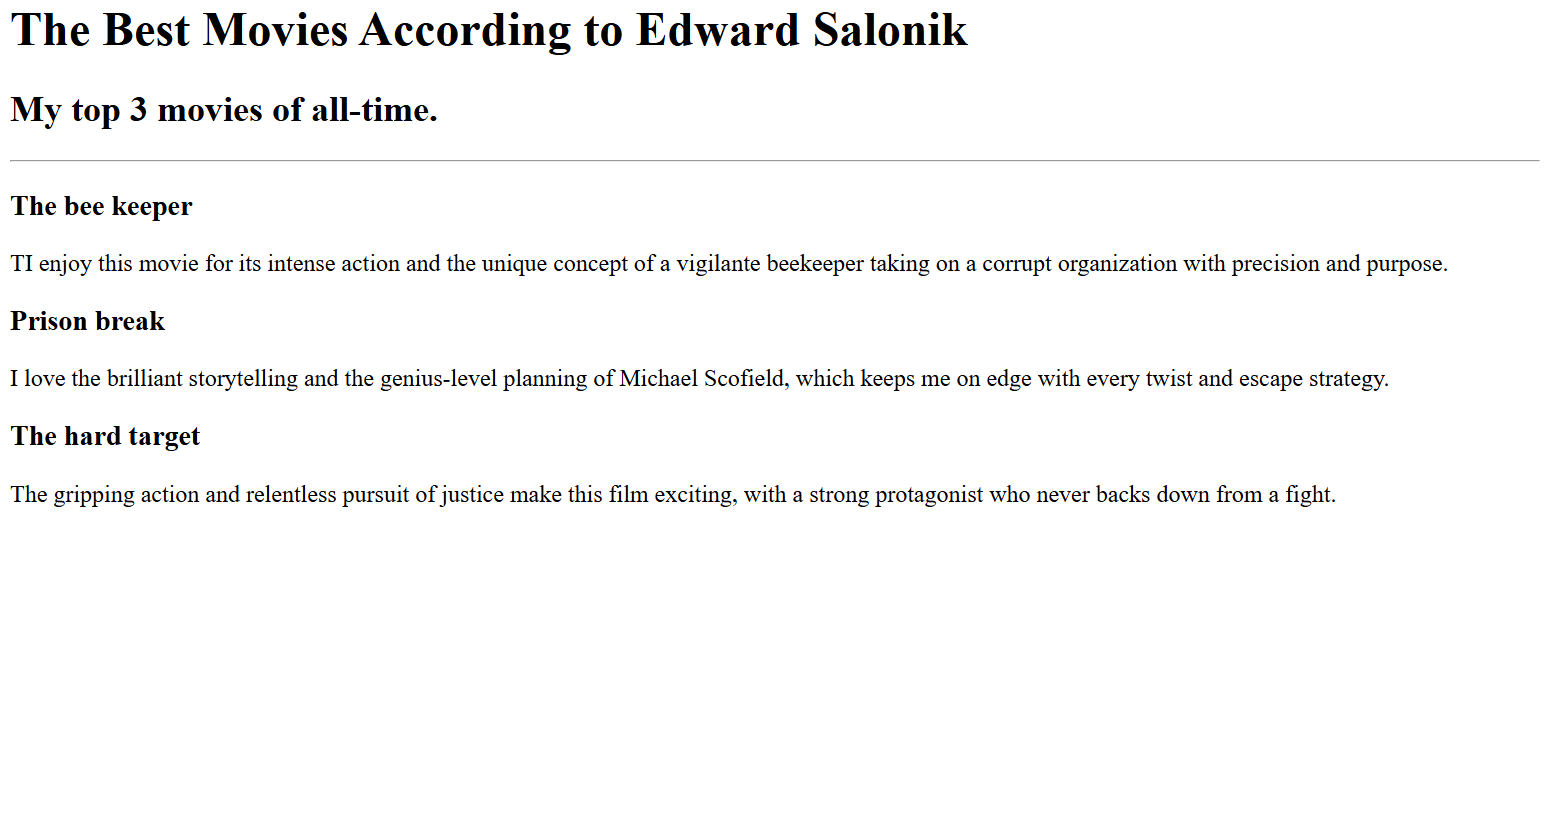 The Best Movies According to Edward Salonik
My top 3 movies of all-time.
The bee keeper
TI enjoy this movie for its intense action and the unique concept of a vigilante beekeeper taking on a corrupt organization with precision and purpose.
Prison break
I love the brilliant storytelling and the genius-level planning of Michael Scofield, which keeps me on edge with every twist and escape strategy.
The hard target
The gripping action and relentless pursuit of justice make this film exciting, with a strong protagonist who never backs down from a fight.